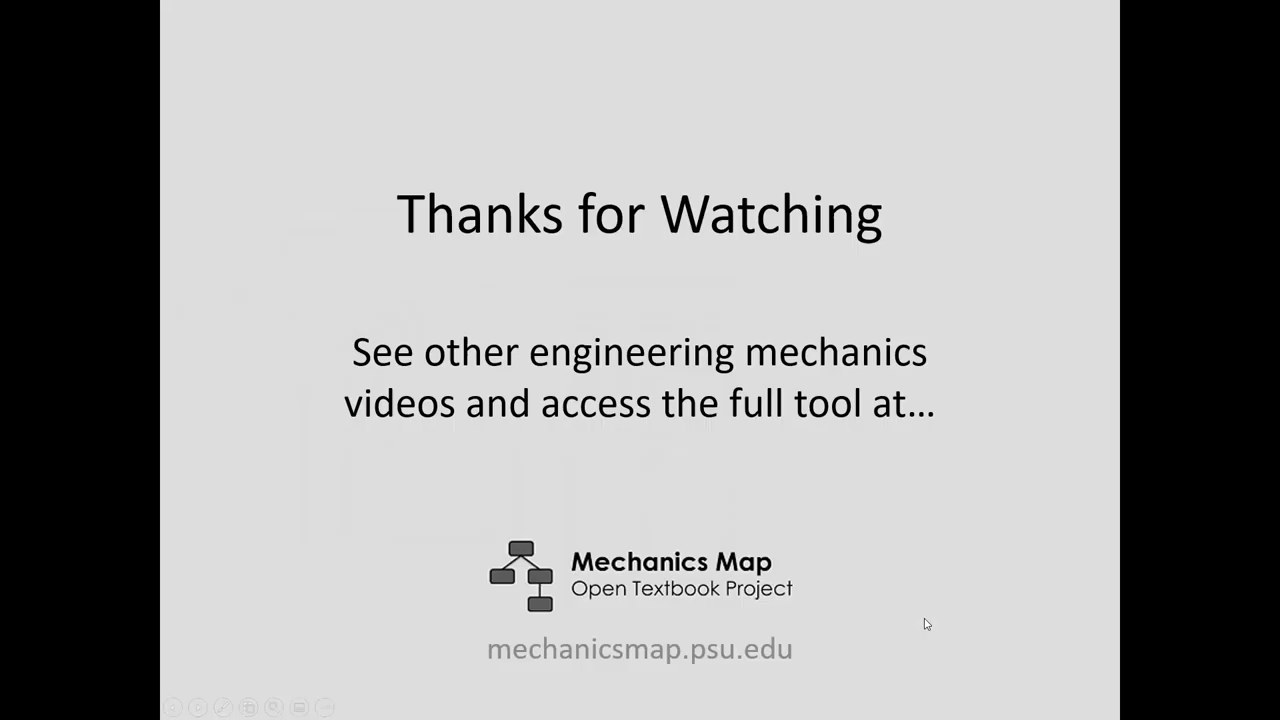 Thanks for Watching
See other engineering mechanics
videos and access the full tool at...
Mechanics Map
Open Textbook Project
mechanicsmap.psu.edu